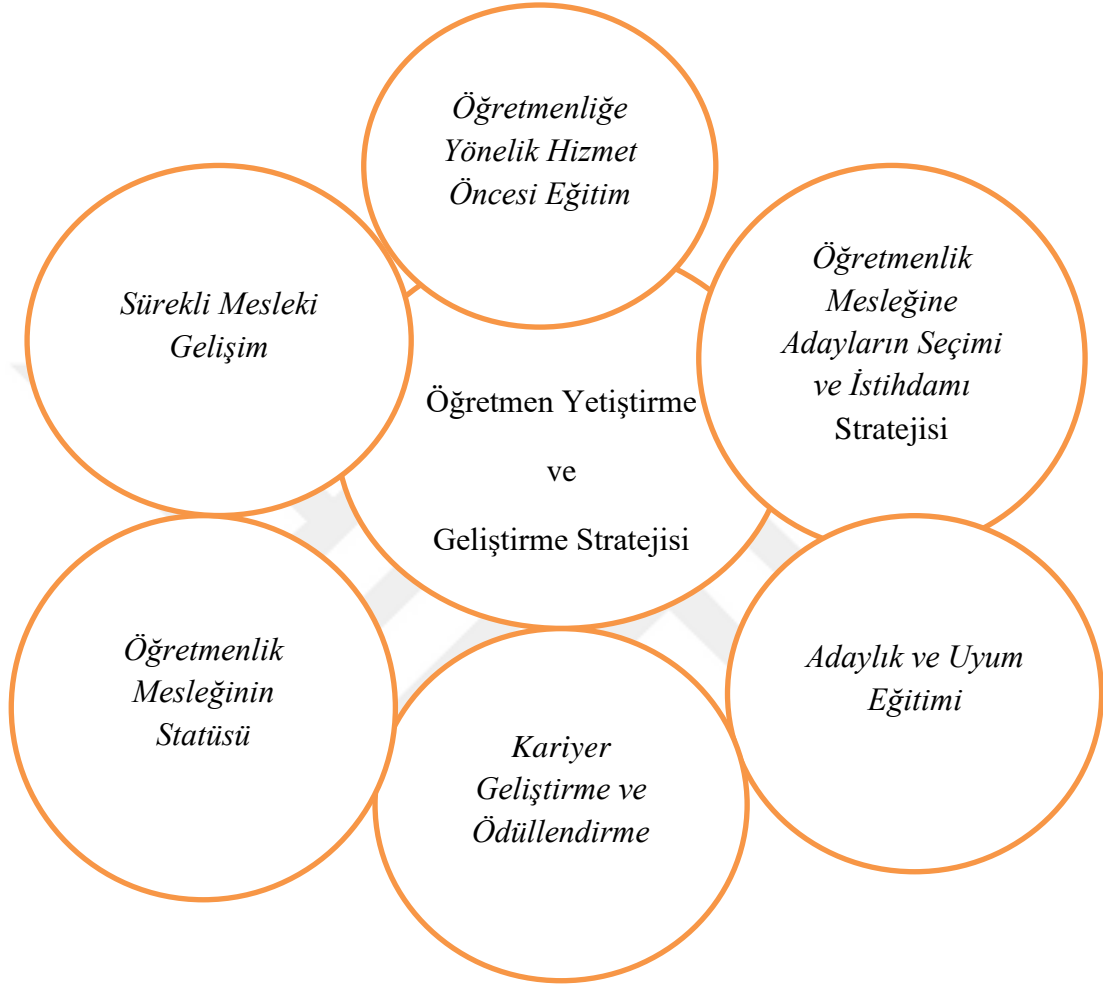 Öğretmenliğe
Yönelik Hizmet
Öncesi Eğitim
Öğretmenlik
Mesleğine
Adayların Seçimi
ve İstihdamı
Stratejisi
Sürekli Mesleki
Gelişim
Öğretmen Yetiştirme
ve
Geliştirme Stratejisi
Öğretmenlik
Mesleğinin
Statüsü
Adaylık ve Uyum
Eğitimi
Kariyer
Geliştirme ve
Ödüllendirme